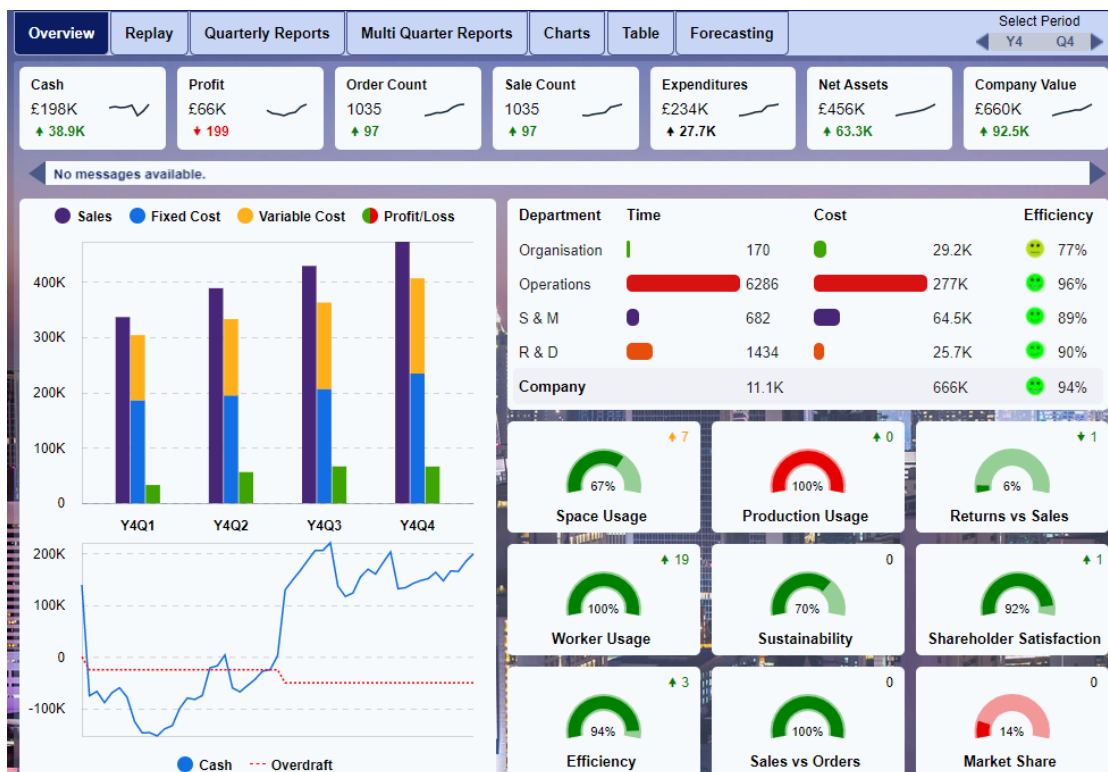 Overview Replay Quarterly Reports Multi Quarter Reports Charts Table Forecasting
Select Period
Y4 Q4
Cash Profit Order Count Sale Count Expenditures Net Assets Company Value
£198K £66K 1035 1035 £234K £456K £660K
38.9K 199 97 97 27.7K 63.3K 92.5K
No messages available.
Sales Fixed Cost Variable Cost Profit/Loss
400K
300K
200K
100K
0
Y4Q1 Y4Q2 Y4Q3 Y4Q4
200K
100K
0
-100K
Cash Overdraft
Department Time Cost Efficiency
Organisation 170 29.2K 77%
Operations 6286 277K 96%
S & M 682 64.5K 89%
R & D 1434 25.7K 90%
Company 11.1K 666K 94%
7 0 1
67% 100% 6%
Space Usage Production Usage Returns vs Sales
19 0 1
100% 70% 92%
Worker Usage Sustainability Shareholder Satisfaction
3 0 0
94% 100% 14%
Efficiency Sales vs Orders Market Share